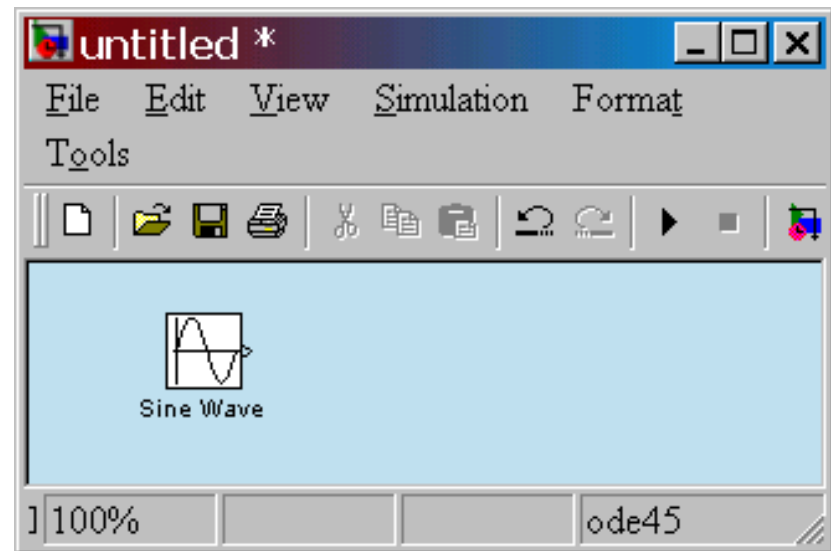 untitled *
File Edit View Simulation Format
Tools
Sine Wave
100% ode45